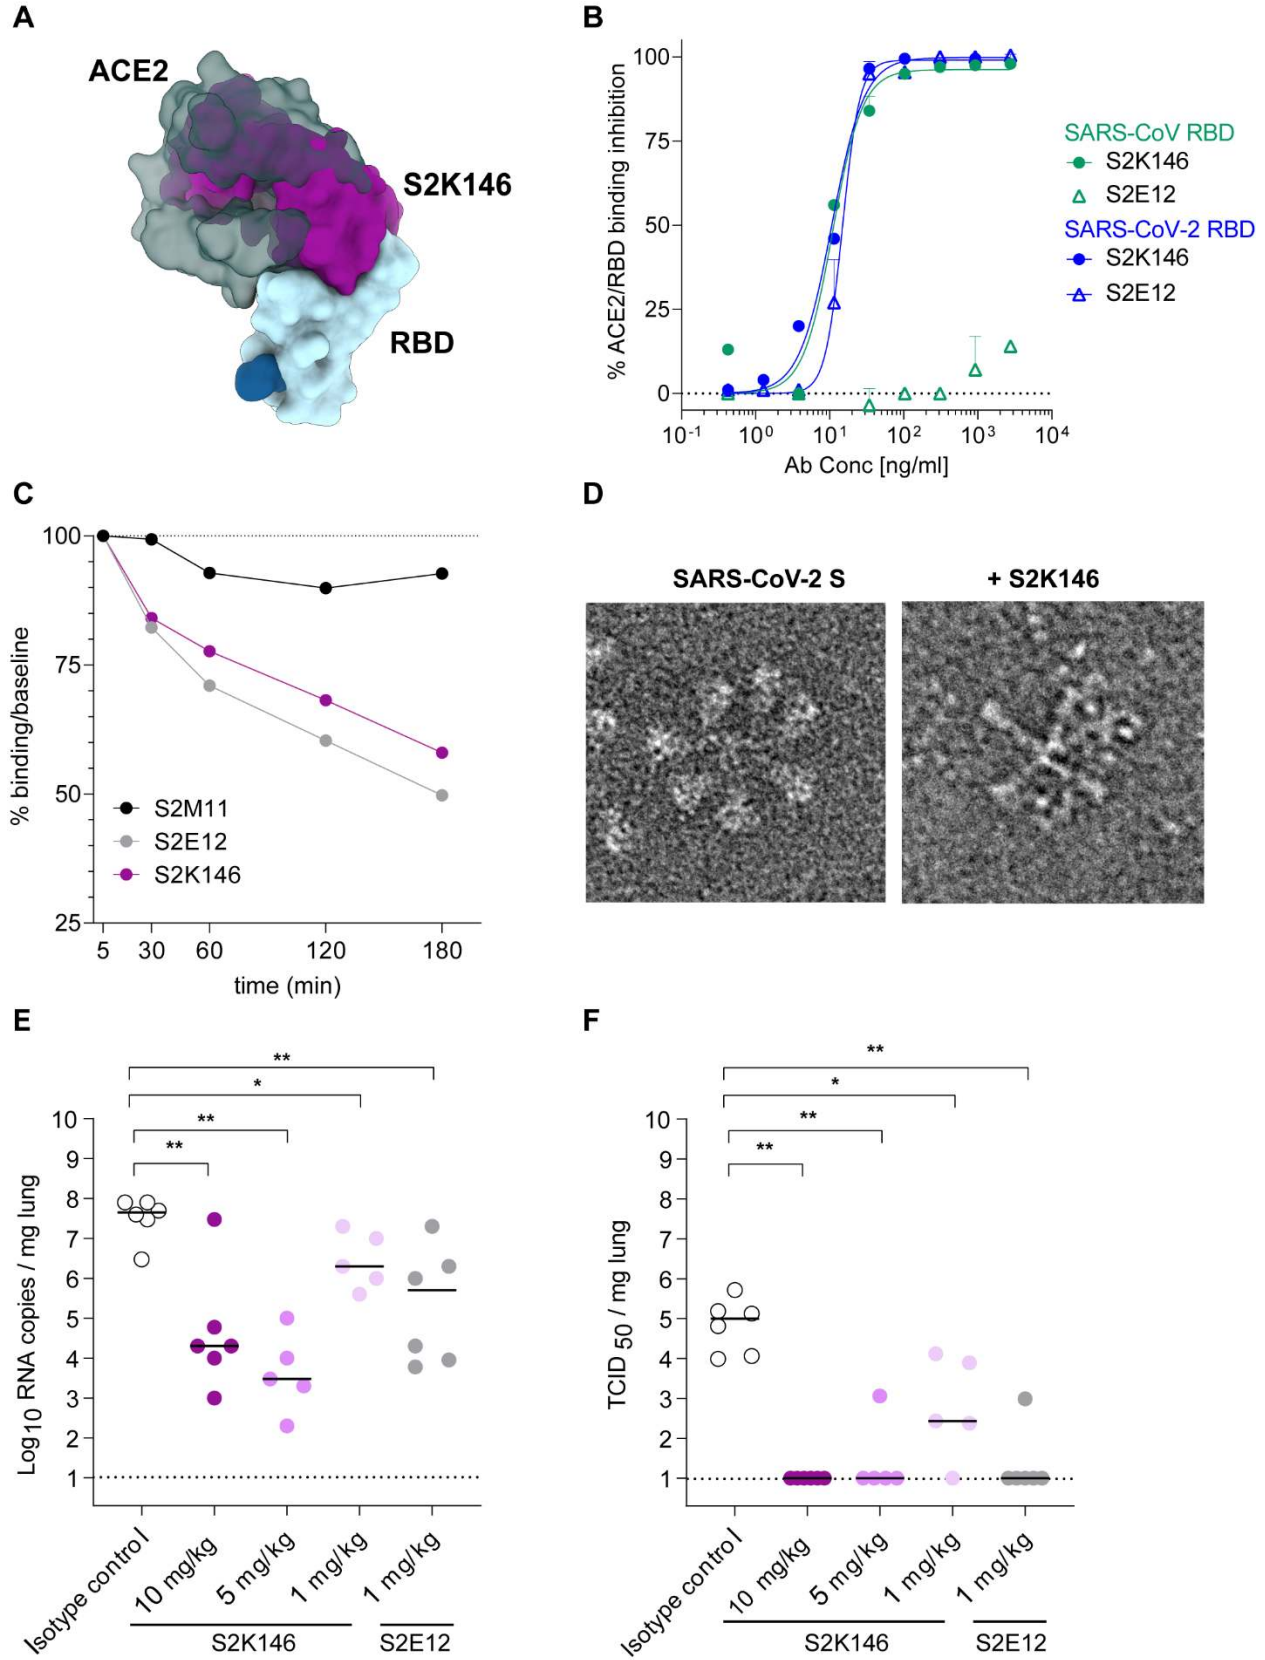 A
ACE2
S2K146
RBD
B
% ACE2/RBD binding inhibition
100
75
50
25
0
10-1
100
101
102
103
104
Ab Conc [ng/ml]
SARS-CoV RBD
S2K146
S2E12
SARS-CoV-2 RBD
S2K146
S2E12
C
% binding/baseline
100
75
50
25
5 30 60 120 180
time (min)
S2M11
S2E12
S2K146
D
SARS-CoV-2 S
+ S2K146
E
Log10 RNA copies / mg lung
10
9
8
7
6
5
4
3
2
1
**
*
**
**
Isotype control
10 mg/kg
5 mg/kg
1 mg/kg
1 mg/kg
S2K146
S2E12
F
TCID50 / mg lung
10
9
8
7
6
5
4
3
2
1
**
*
**
**
Isotype control
10 mg/kg
5 mg/kg
1 mg/kg
1 mg/kg
S2K146
S2E12